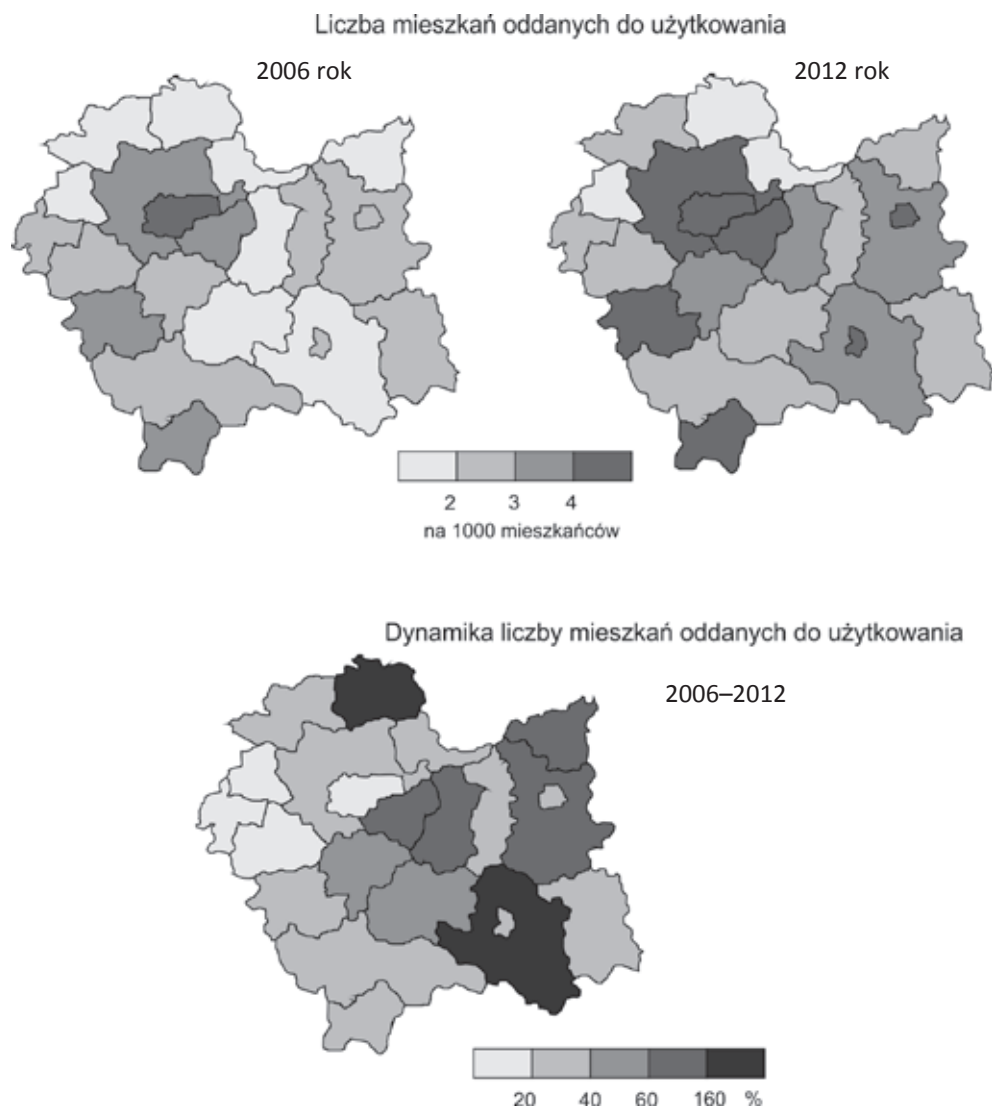 Liczba mieszkań oddanych do użytkowania
2006 rok
2012 rok
2 3 4
na 1000 mieszkańców
Dynamika liczby mieszkań oddanych do użytkowania
2006–2012
20 40 60 160 %